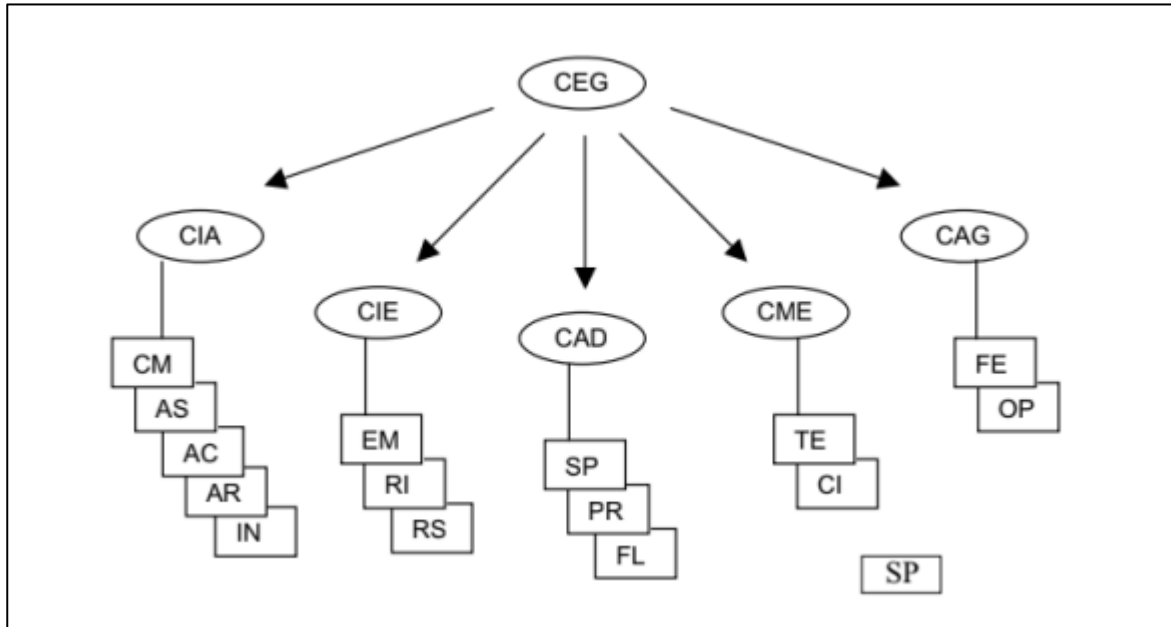 CEG
CIA
CAG
CIE
CME
CAD
CM
FE
AS
OP
EM
TE
AC
SP
RI
CI
AR
PR
IN
RS
FL
SP